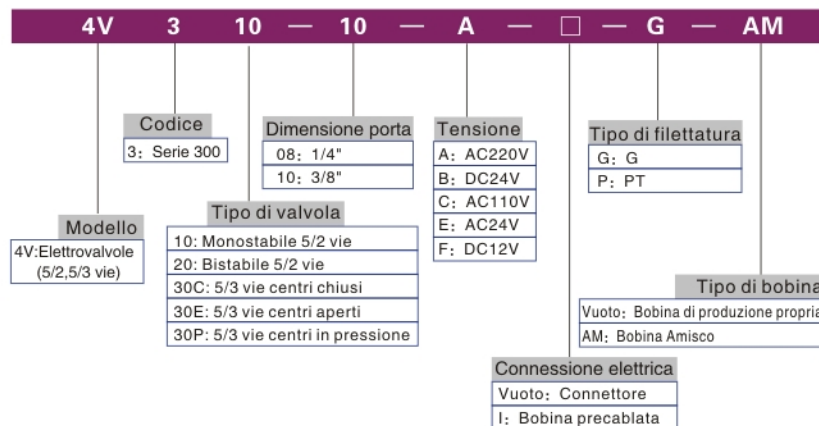 4V 3 10 — 10 — A — □ — G — AM
Codice
3: Serie 300
Dimensione porta
08: 1/4"
10: 3/8"
Tensione
A: AC220V
B: DC24V
C: AC110V
E: AC24V
F: DC12V
Tipo di filettatura
G: G
P: PT
Modello
4V:Elettrovalvole
(5/2,5/3 vie)
Tipo di valvola
10: Monostabile 5/2 vie
20: Bistabile 5/2 vie
30C: 5/3 vie centri chiusi
30E: 5/3 vie centri aperti
30P: 5/3 vie centri in pressione
Tipo di bobina
Vuoto: Bobina di produzione propria
AM: Bobina Amisco
Connessione elettrica
Vuoto: Connettore
I: Bobina precablata